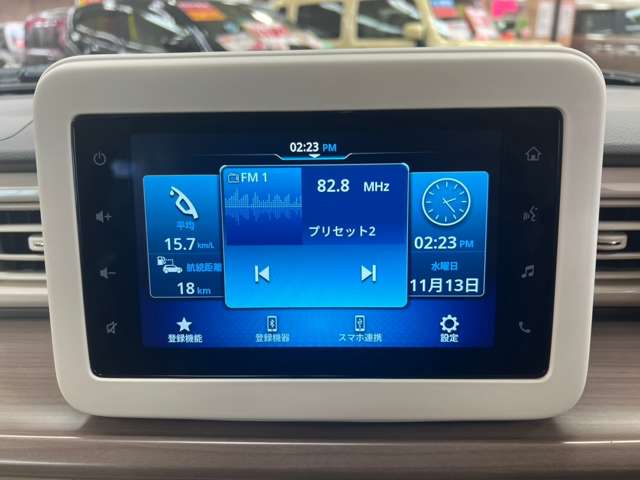 02:23 PM
FM 1
82.8 MHz
プリセット2
平均
15.7 km/L
航続距離
18 km
02:23 PM
水曜日
11月13日
登録機能
登録機器
スマホ連携
設定